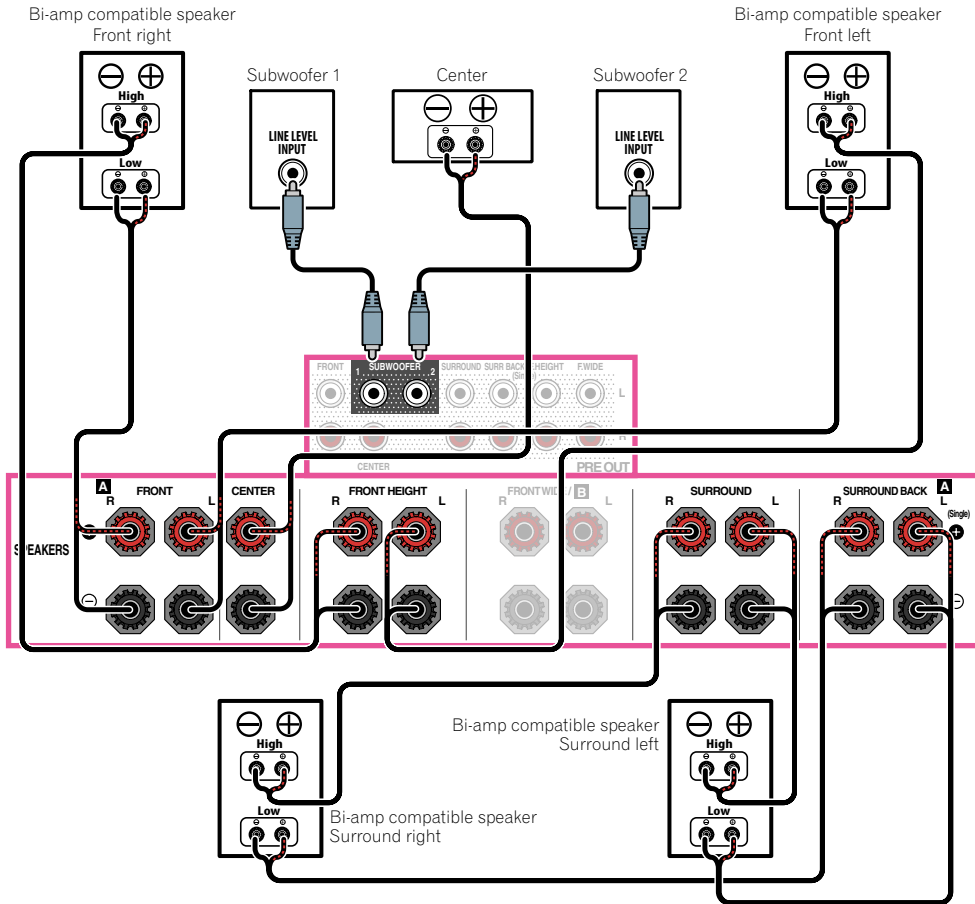 Bi-amp compatible speaker
Front right
Bi-amp compatible speaker
Front left
Subwoofer 1
Center
Subwoofer 2
High
Low
LINE LEVEL
INPUT
LINE LEVEL
INPUT
High
Low
FRONT
1 SUBWOOFER 2
SURROUND
SURR BACK
(Single)
F.WIDE
L
R
CENTER
PRE OUT
SPEAKERS
A
FRONT
R L
CENTER
FRONT HEIGHT
R L
FRONT WIDE / B
R L
SURROUND
R L
SURROUND BACK A
R L
(Single)
High
Low
Bi-amp compatible speaker
Surround right
Bi-amp compatible speaker
Surround left
High
Low